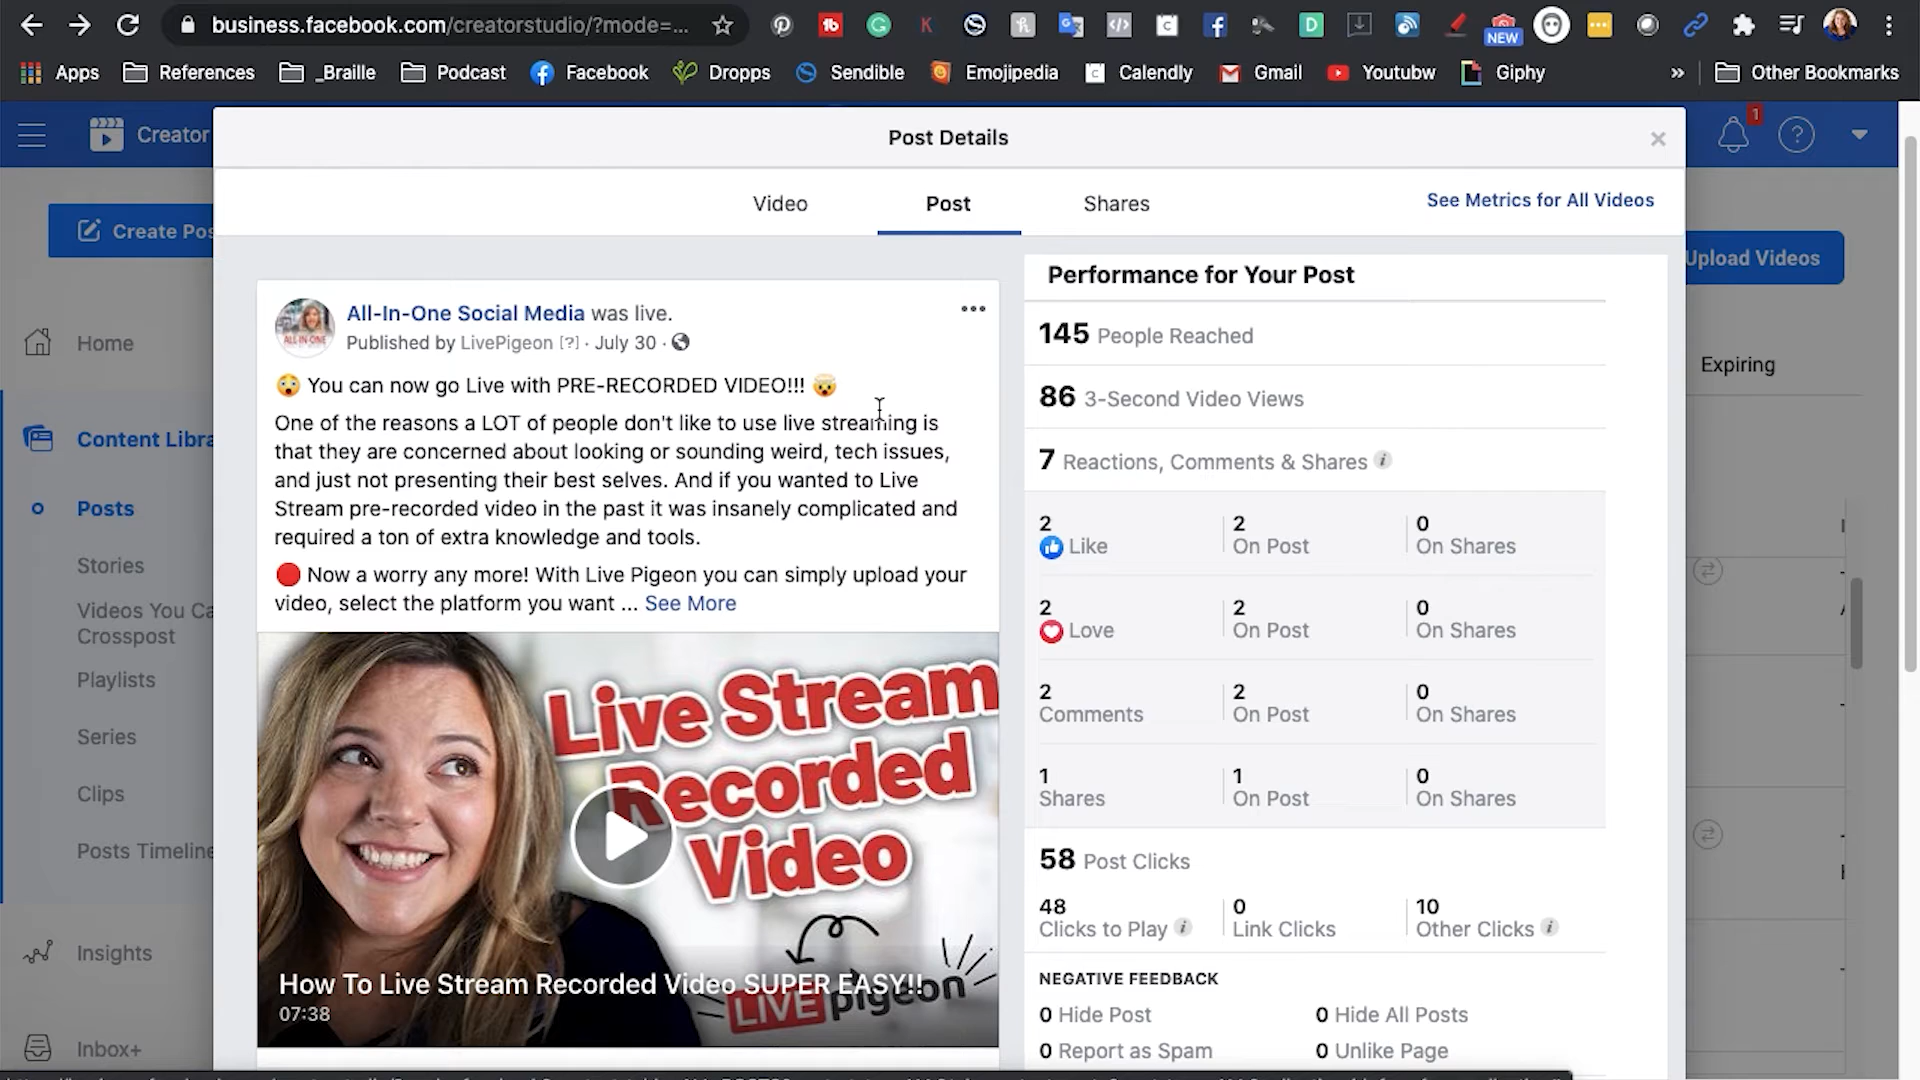 business.facebook.com/creatorstudio/?mode=...
NEW
Apps
References
_Braille
Podcast
Facebook
Dropps
Sendible
Emojipedia
Calendly
Gmail
Youtubw
Giphy
»
Other Bookmarks
Creator
Post Details
1
Create Pos
Video
Post
Shares
See Metrics for All Videos
Upload Videos
Home
Content Libra
Posts
Stories
Videos You Ca
Crosspost
Playlists
Series
Clips
Posts Timeline
Insights
Inbox+
Expiring
All-In-One Social Media was live.
Published by LivePigeon [?] · July 30 ·
😲 You can now go Live with PRE-RECORDED VIDEO!!! 🤯
One of the reasons a LOT of people don't like to use live streaming is
that they are concerned about looking or sounding weird, tech issues,
and just not presenting their best selves. And if you wanted to Live
Stream pre-recorded video in the past it was insanely complicated and
required a ton of extra knowledge and tools.
🔴 Now a worry any more! With Live Pigeon you can simply upload your
video, select the platform you want ... See More
Live Stream
Recorded
Video
How To Live Stream Recorded Video SUPER EASY!!
LIVE pigeon
07:38
Performance for Your Post
145 People Reached
86 3-Second Video Views
7 Reactions, Comments & Shares
2 2 0
Like On Post On Shares
2 2 0
Love On Post On Shares
2 2 0
Comments On Post On Shares
1 1 0
Shares On Post On Shares
58 Post Clicks
48 0 10
Clicks to Play Link Clicks Other Clicks
NEGATIVE FEEDBACK
0 Hide Post 0 Hide All Posts
0 Report as Spam 0 Unlike Page